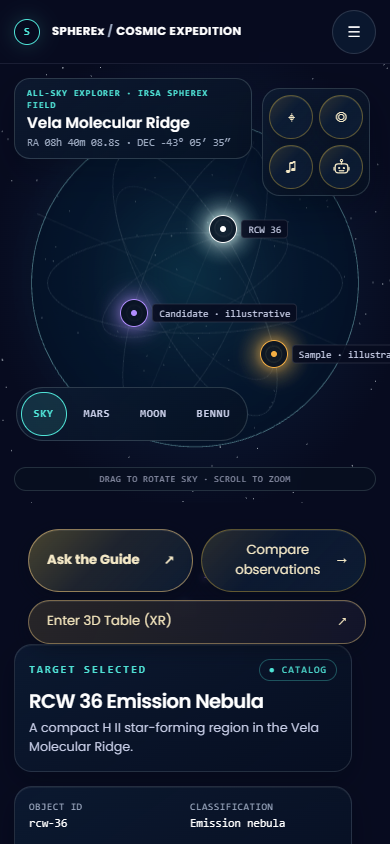 S SPHEREx / COSMIC EXPEDITION
ALL-SKY EXPLORER · IRSA SPHEREX
FIELD
Vela Molecular Ridge
RA 08h 40m 08.8s · DEC -43° 05′ 35″
RCW 36
Candidate · illustrative
Sample · illustra
SKY MARS MOON BENNU
DRAG TO ROTATE SKY · SCROLL TO ZOOM
Ask the Guide ↗
Compare
observations →
Enter 3D Table (XR) ↗
TARGET SELECTED
CATALOG
RCW 36 Emission Nebula
A compact H II star-forming region in the Vela
Molecular Ridge.
OBJECT ID CLASSIFICATION
rcw-36 Emission nebula